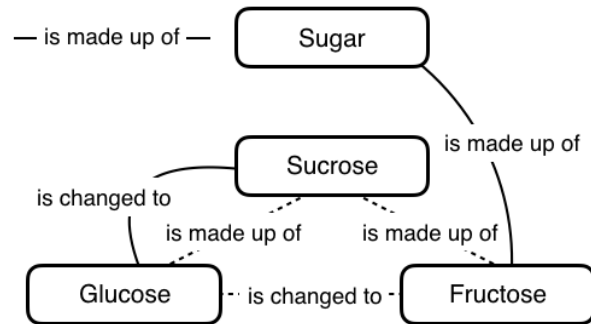 is made up of
Sugar
is made up of
Sucrose
is changed to
is made up of
is made up of
Glucose
is changed to
Fructose